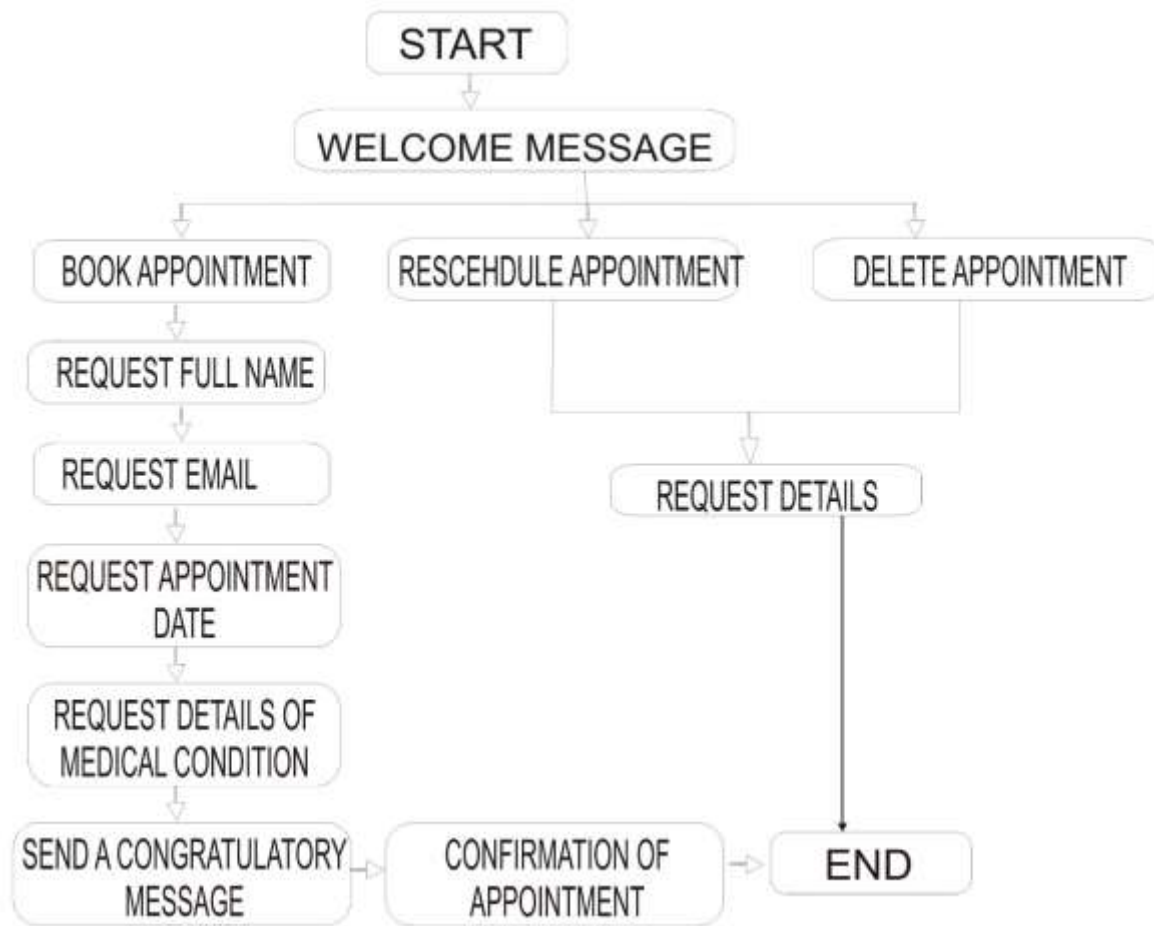 START
WELCOME MESSAGE
BOOK APPOINTMENT
RESCEHDULE APPOINTMENT
DELETE APPOINTMENT
REQUEST FULL NAME
REQUEST EMAIL
REQUEST DETAILS
REQUEST APPOINTMENT
DATE
REQUEST DETAILS OF
MEDICAL CONDITION
SEND A CONGRATULATORY
MESSAGE
CONFIRMATION OF
APPOINTMENT
END